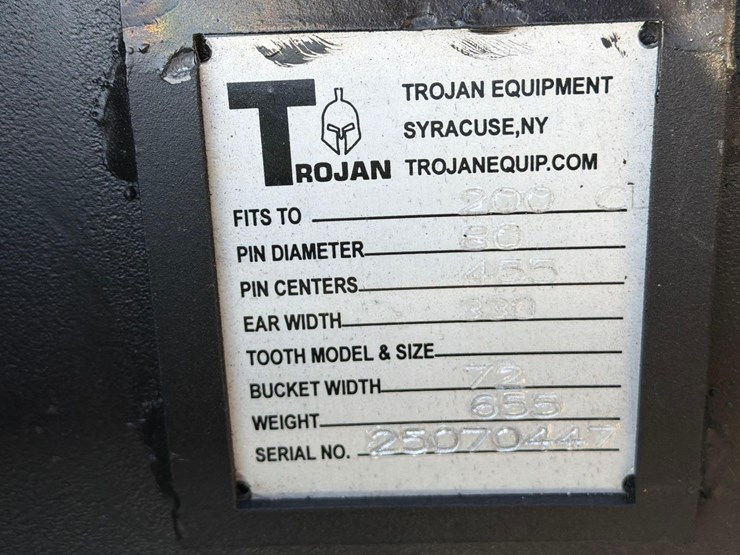 TROJAN
TROJAN EQUIPMENT
SYRACUSE,NY
TROJANEQUIP.COM
FITS TO 200
PIN DIAMETER 80
PIN CENTERS 455
EAR WIDTH 330
TOOTH MODEL & SIZE
BUCKET WIDTH 72
WEIGHT 655
SERIAL NO. 25070447